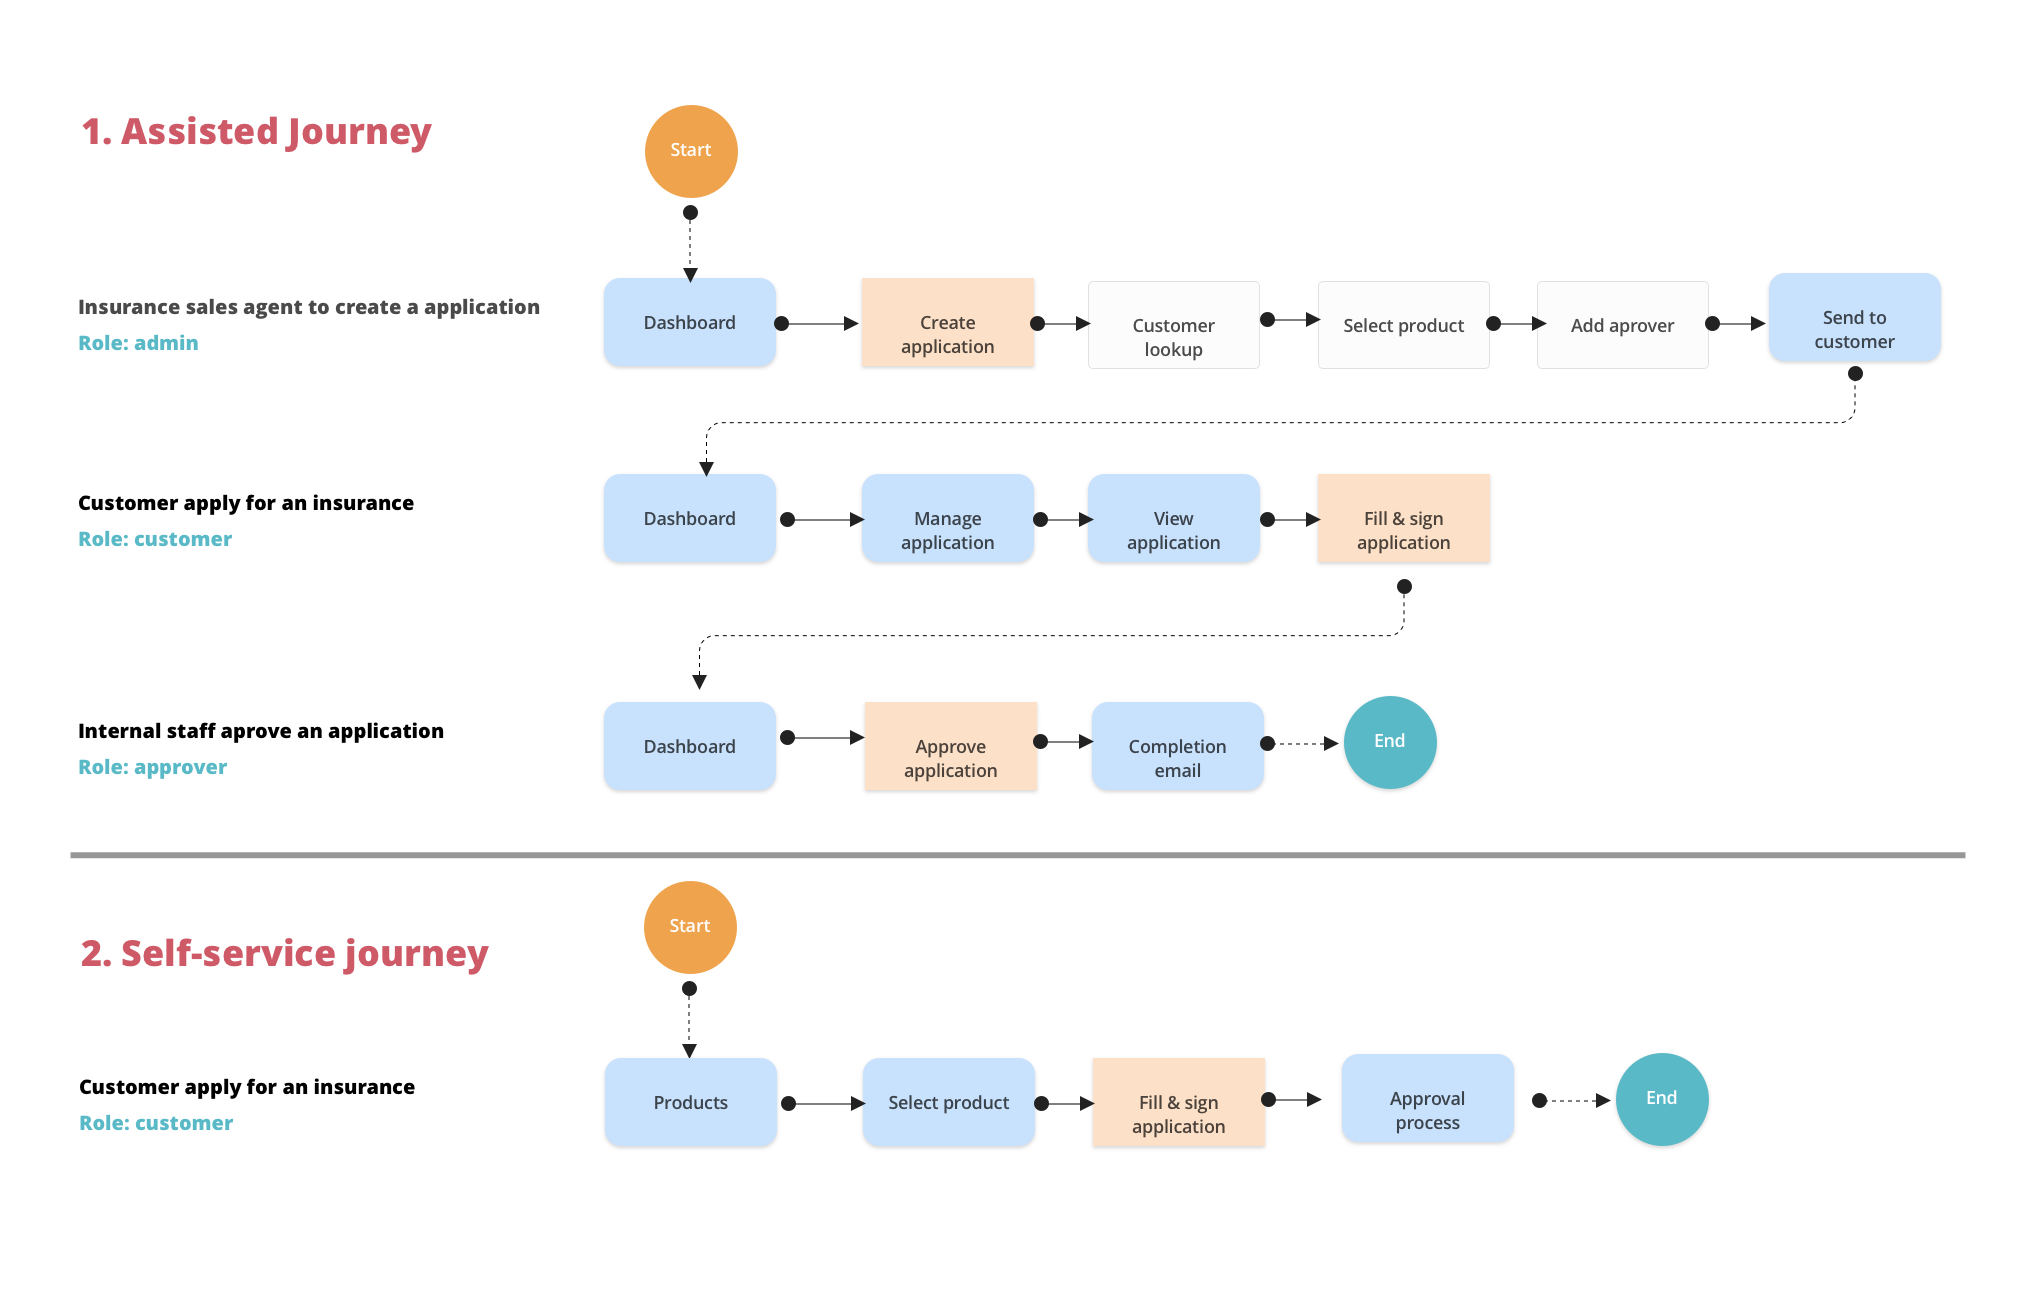 1. Assisted Journey
Start
Insurance sales agent to create a application
Role: admin
Dashboard
Create
application
Customer
lookup
Select product
Add aprover
Send to
customer
Customer apply for an insurance
Role: customer
Dashboard
Manage
application
View
application
Fill & sign
application
Internal staff aprove an application
Role: approver
Dashboard
Approve
application
Completion
email
End
2. Self-service journey
Start
Customer apply for an insurance
Role: customer
Products
Select product
Fill & sign
application
Approval
process
End